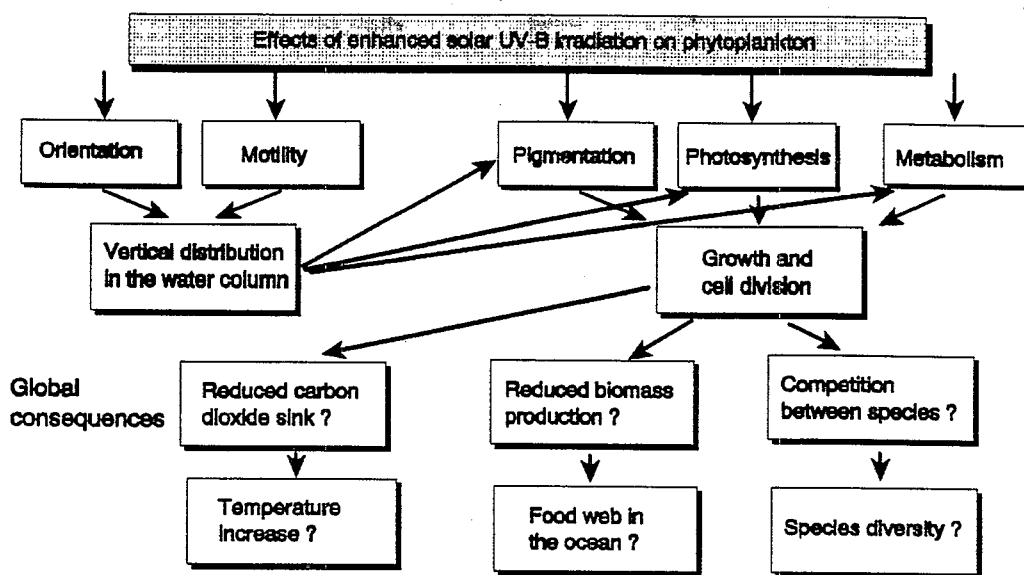 Effects of enhanced solar UV-B irradiation on phytoplankton
Orientation
Motility
Pigmentation
Photosynthesis
Metabolism
Vertical distribution
in the water column
Growth and
cell division
Global
consequences
Reduced carbon
dioxide sink ?
Reduced biomass
production ?
Competition
between species ?
Temperature
increase ?
Food web in
the ocean ?
Species diversity ?